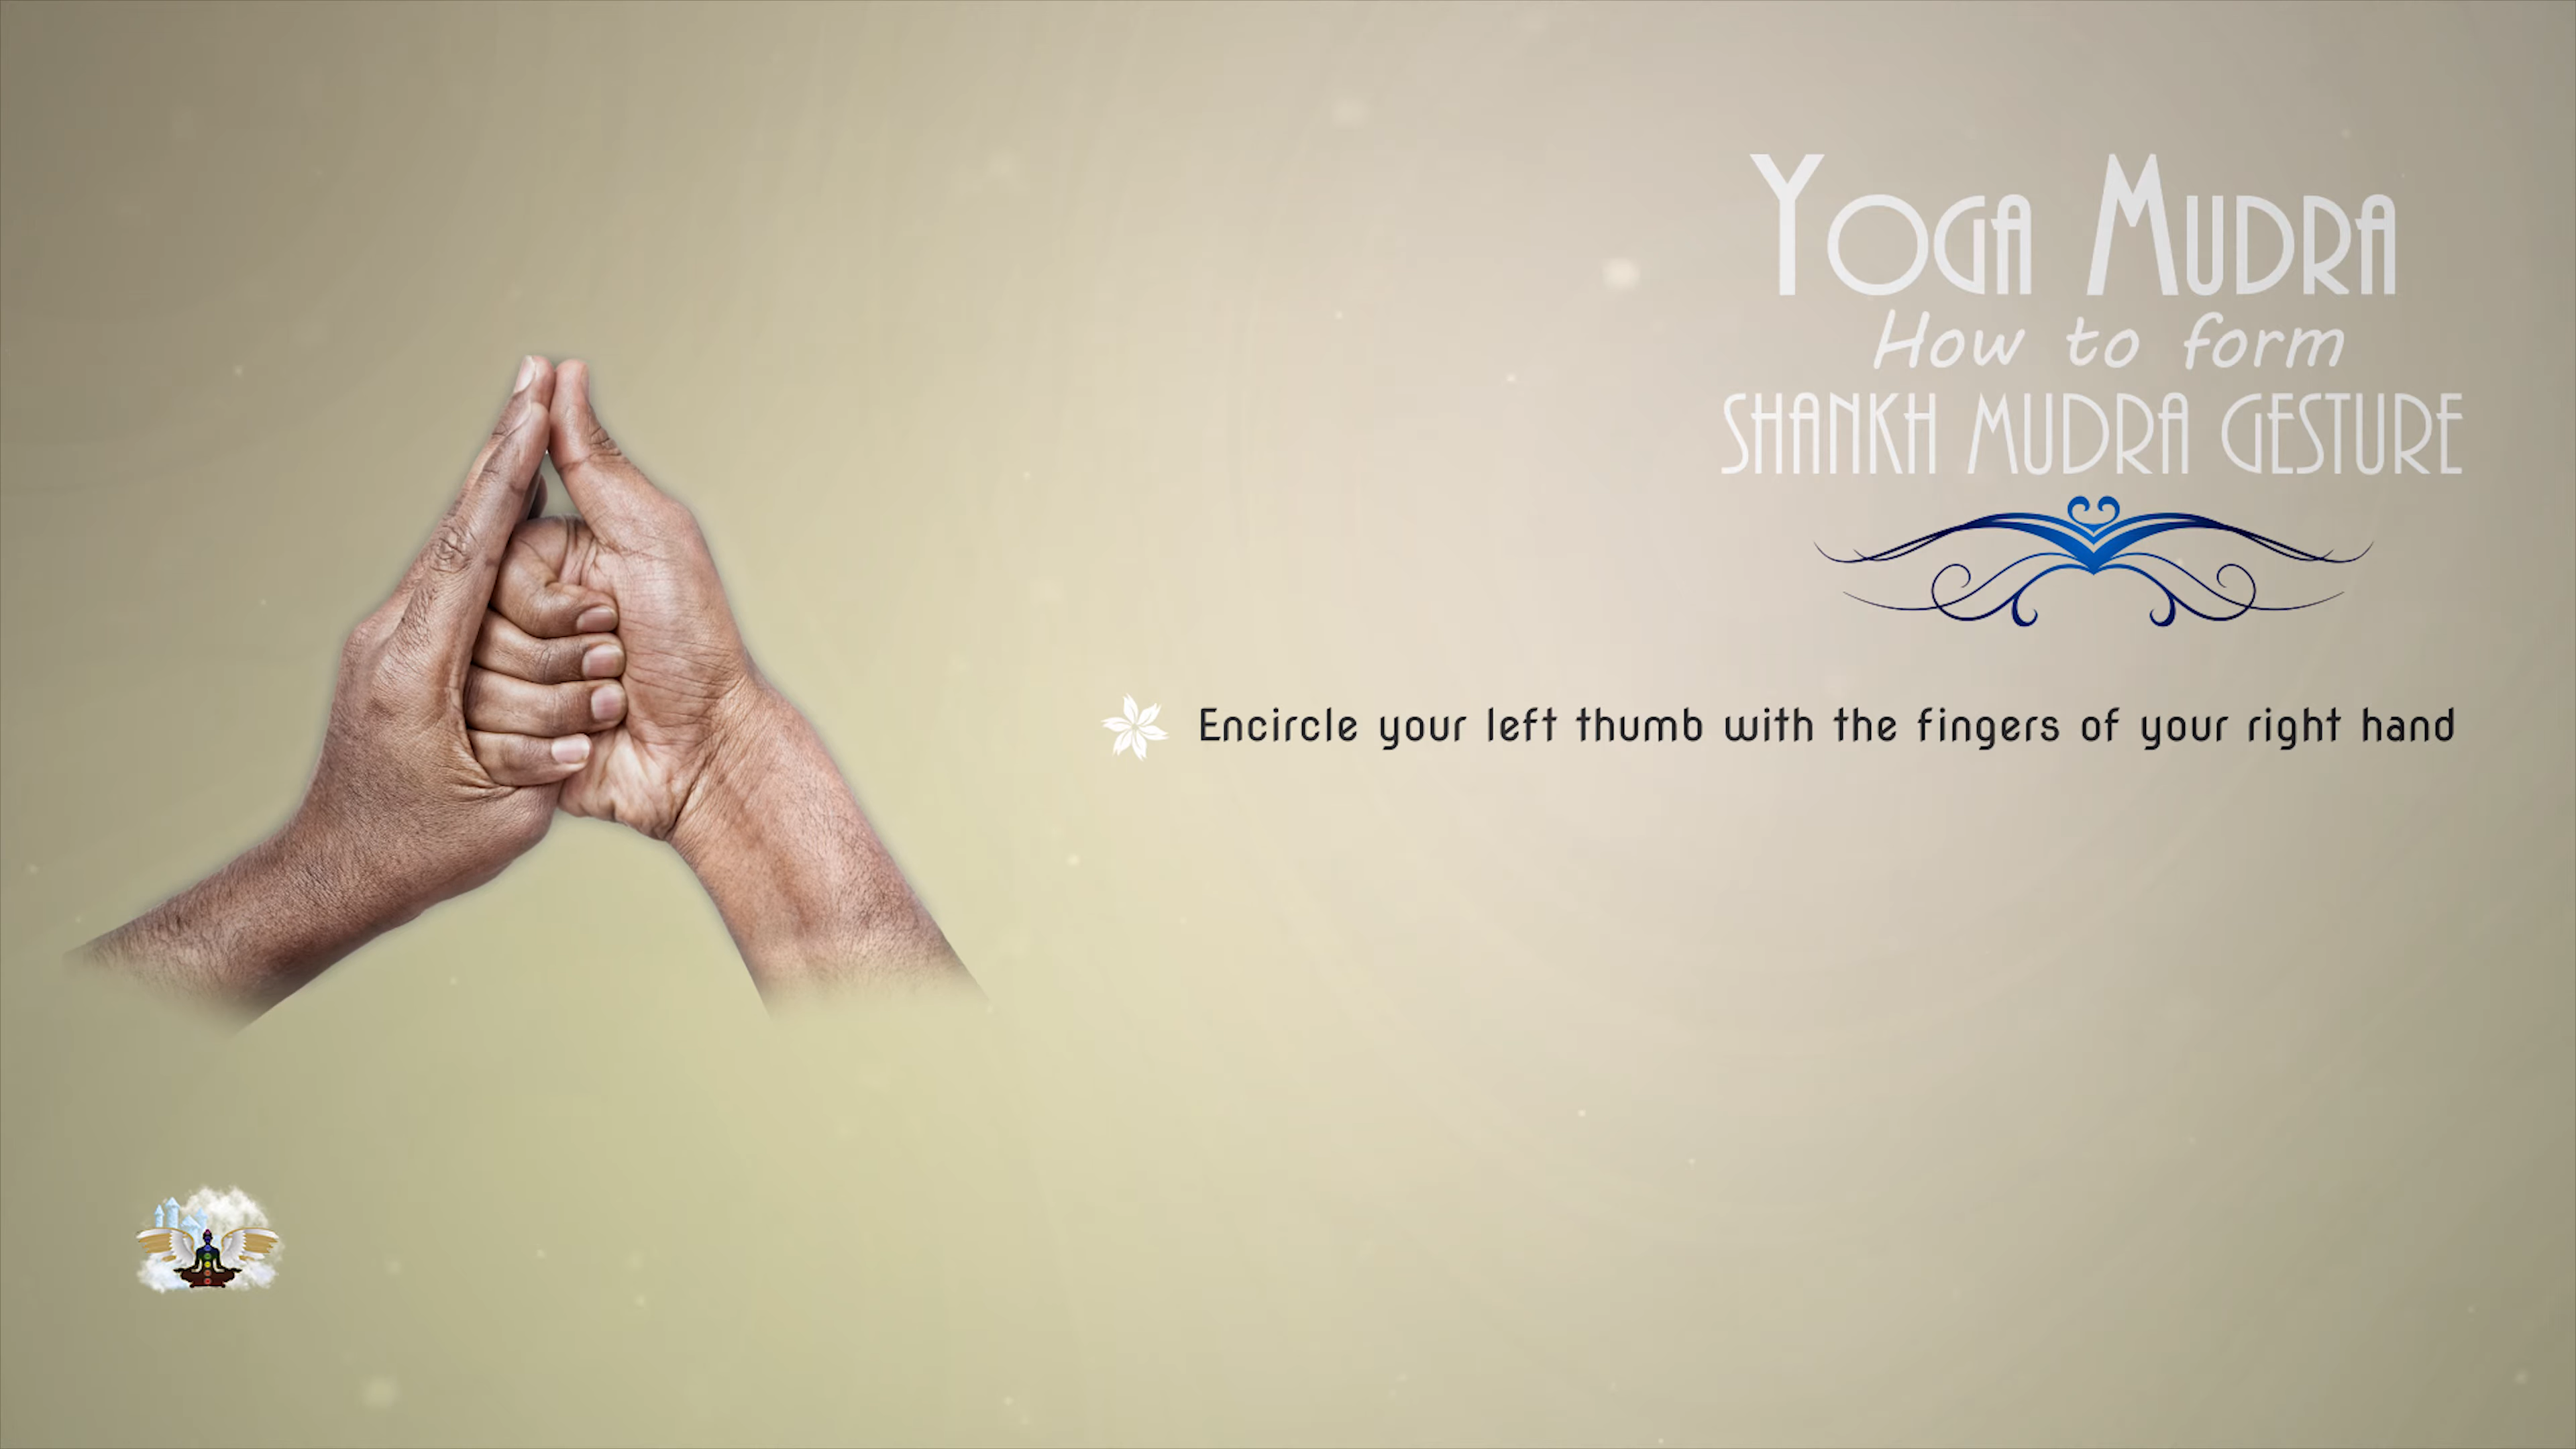 Yoga Mudra
How to form
SHANKH MUDRA GESTURE
Encircle your left thumb with the fingers of your right hand